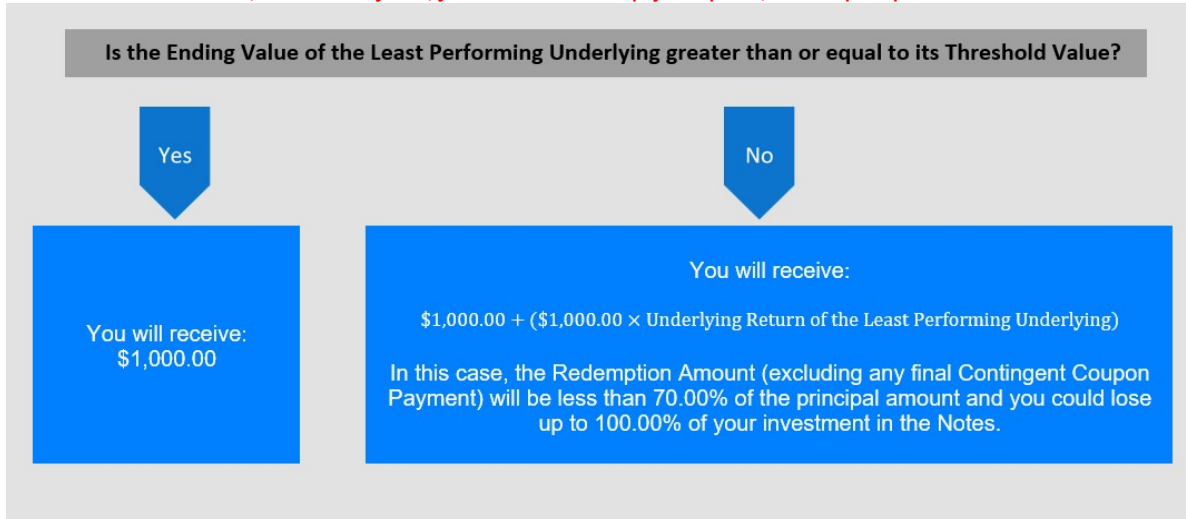 Is the Ending Value of the Least Performing Underlying greater than or equal to its Threshold Value?
Yes
No
You will receive:
$1,000.00
You will receive:
$1,000.00 + ($1,000.00 × Underlying Return of the Least Performing Underlying)
In this case, the Redemption Amount (excluding any final Contingent Coupon
Payment) will be less than 70.00% of the principal amount and you could lose
up to 100.00% of your investment in the Notes.